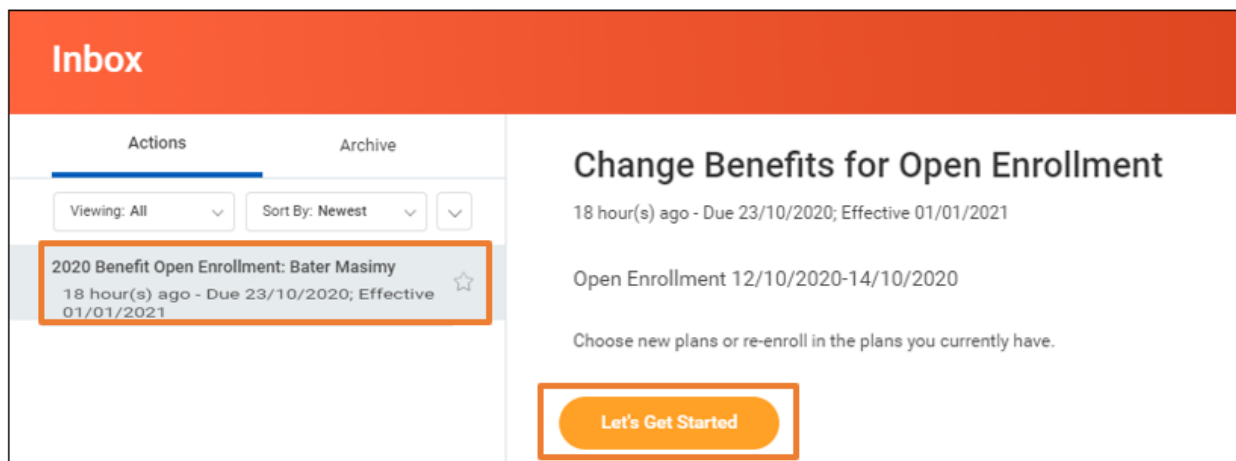 Inbox
Actions
Archive
Viewing: All
Sort By: Newest
2020 Benefit Open Enrollment: Bater Masimy
18 hour(s) ago - Due 23/10/2020; Effective
01/01/2021
Change Benefits for Open Enrollment
18 hour(s) ago - Due 23/10/2020; Effective 01/01/2021
Open Enrollment 12/10/2020-14/10/2020
Choose new plans or re-enroll in the plans you currently have.
Let's Get Started